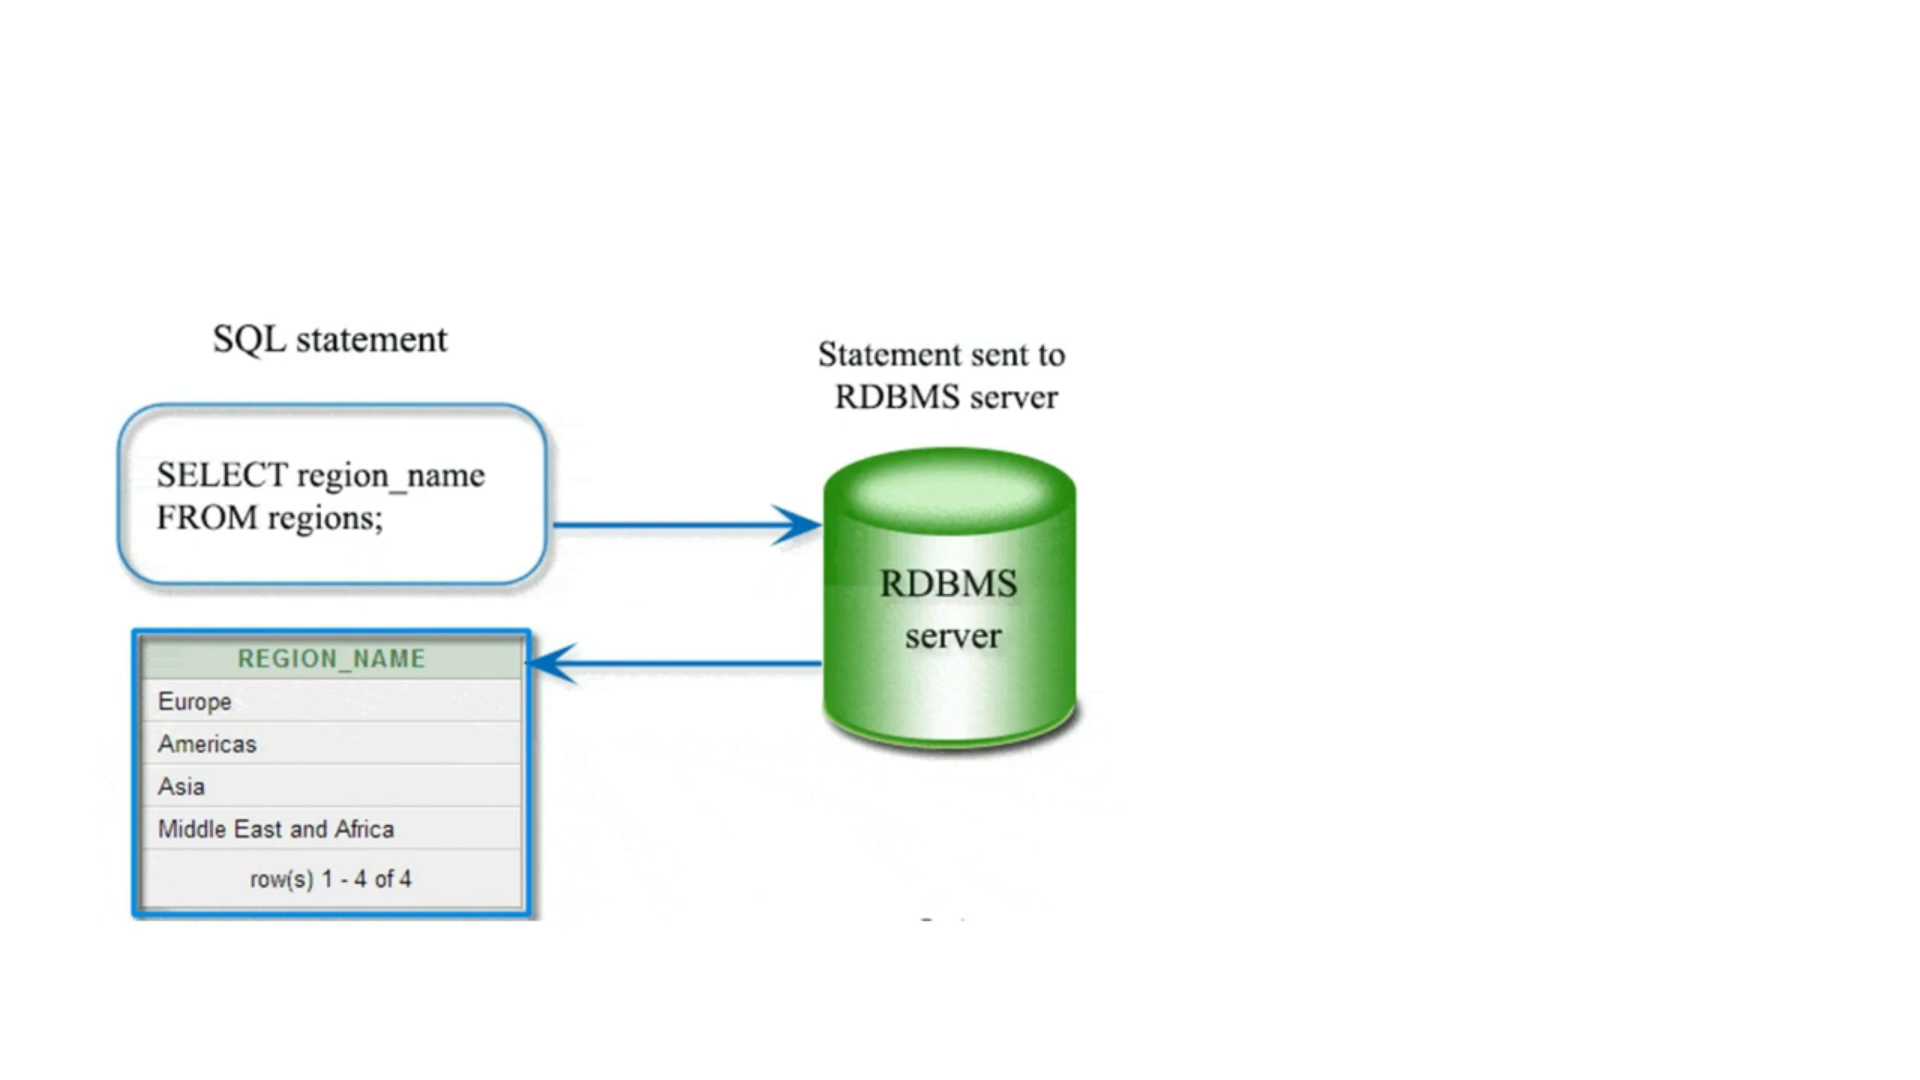 SQL statement
SELECT region_name
FROM regions;
Statement sent to
RDBMS server
RDBMS
server
REGION_NAME
Europe
Americas
Asia
Middle East and Africa
row(s) 1 - 4 of 4